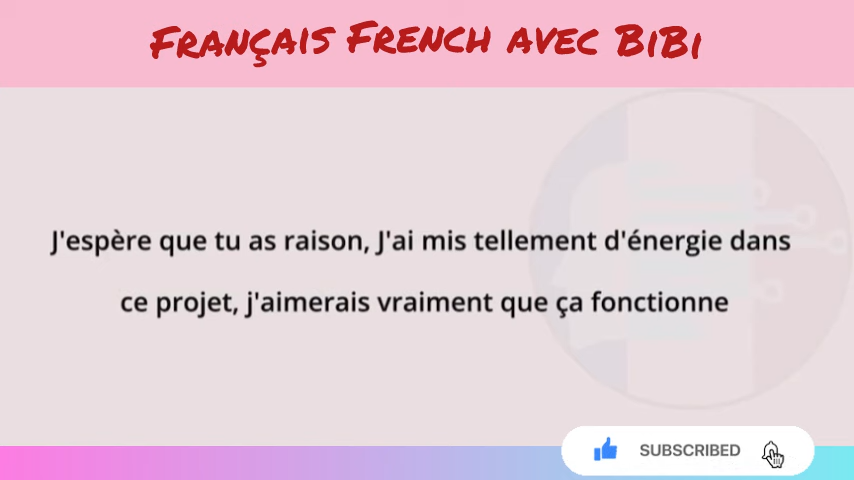 Français French avec BiBi
J'espère que tu as raison, J'ai mis tellement d'énergie dans
ce projet, j'aimerais vraiment que ça fonctionne
SUBSCRIBED